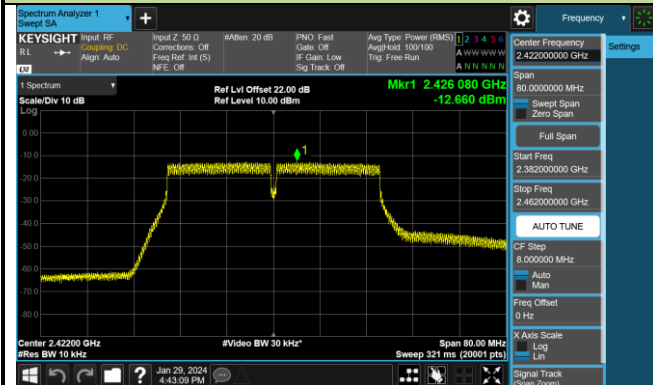 Spectrum Analyzer 1
Swept SA
Frequency
KEYSIGHT
RL
LXI
Input: RF
Coupling: DC
Align: Auto
Input Z: 50 Ω
Corrections: Off
Freq Ref: Int (S)
NFE: Off
#Atten: 20 dB
PNO: Fast
Gate: Off
IF Gain: Low
Sig Track: Off
Avg Type: Power (RMS)
Avg|Hold: 100/100
Trig: Free Run
1 2 3 4 5 6
A W W W W W
A N N N N N
Center Frequency
2.422000000 GHz
Settings
Span
80.0000000 MHz
Swept Span
Zero Span
Full Span
Start Freq
2.382000000 GHz
Stop Freq
2.462000000 GHz
AUTO TUNE
CF Step
8.000000 MHz
Auto
Man
Freq Offset
0 Hz
X Axis Scale
Log
Lin
Signal Track
(Span Zoom)
1 Spectrum
Scale/Div 10 dB
Log
Ref Lvl Offset 22.00 dB
Ref Level 10.00 dBm
Mkr1 2.426 080 GHz
-12.660 dBm
1
0.00
-10.0
-20.0
-30.0
-40.0
-50.0
-60.0
-70.0
-80.0
Center 2.42200 GHz
#Res BW 10 kHz
#Video BW 30 kHz*
Span 80.00 MHz
Sweep 321 ms (20001 pts)
?
Jan 29, 2024
4:43:09 PM